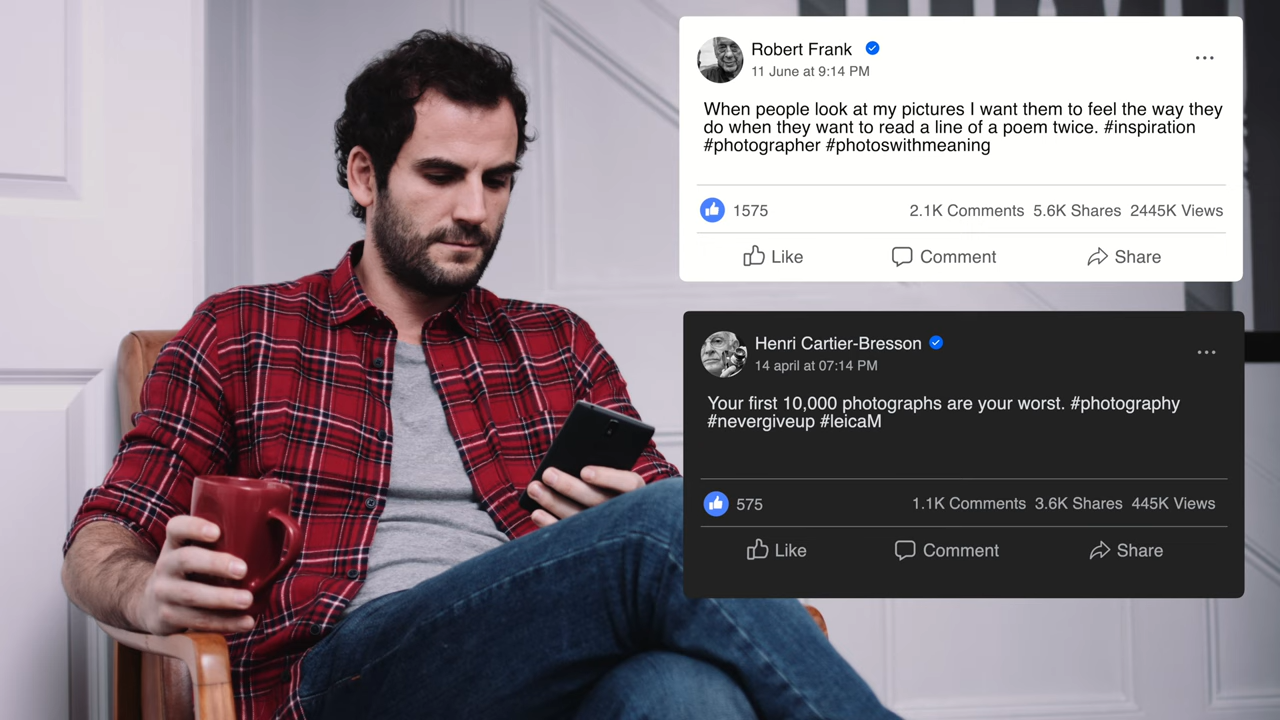 Robert Frank
11 June at 9:14 PM
When people look at my pictures I want them to feel the way they
do when they want to read a line of a poem twice. #inspiration
#photographer #photoswithmeaning
1575 2.1K Comments 5.6K Shares 2445K Views
Like Comment Share
Henri Cartier-Bresson
14 april at 07:14 PM
Your first 10,000 photographs are your worst. #photography
#nevergiveup #leicaM
575 1.1K Comments 3.6K Shares 445K Views
Like Comment Share